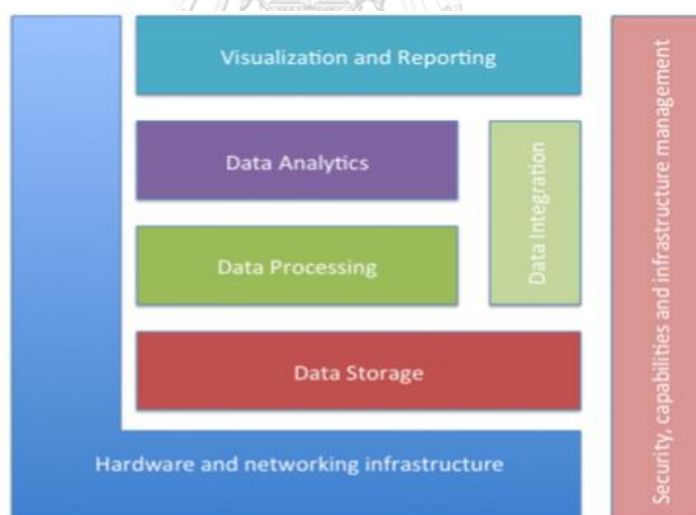 Visualization and Reporting
Data Analytics
Data Integration
Data Processing
Data Storage
Hardware and networking infrastructure
Security, capabilities and infrastructure management